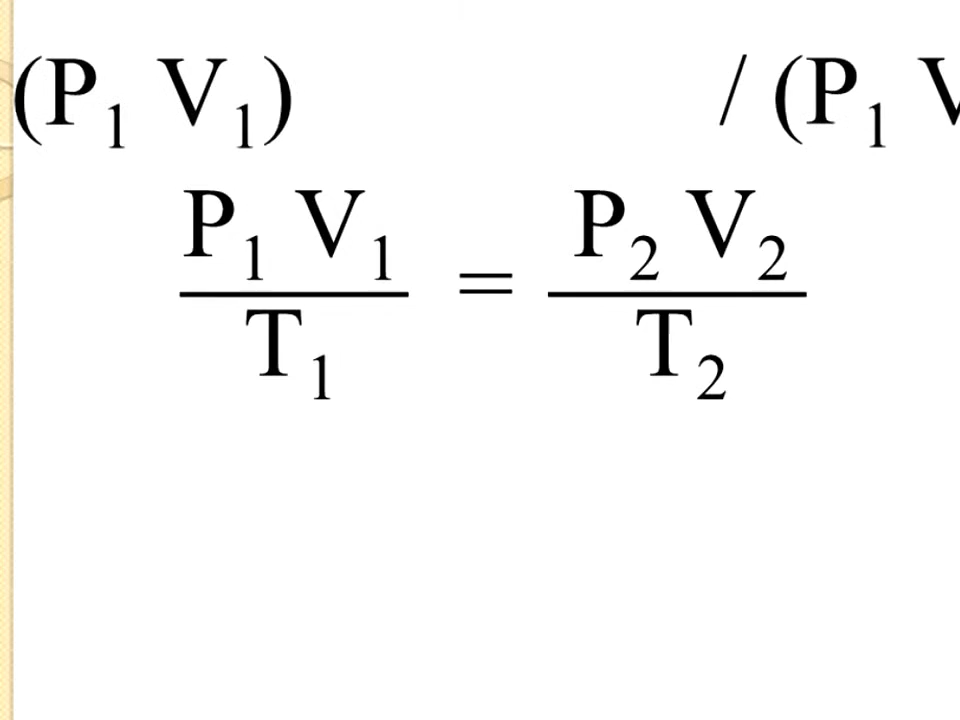 (P₁ V₁) / (P₁ V
P₁ V₁ = P₂ V₂
T₁ T₂